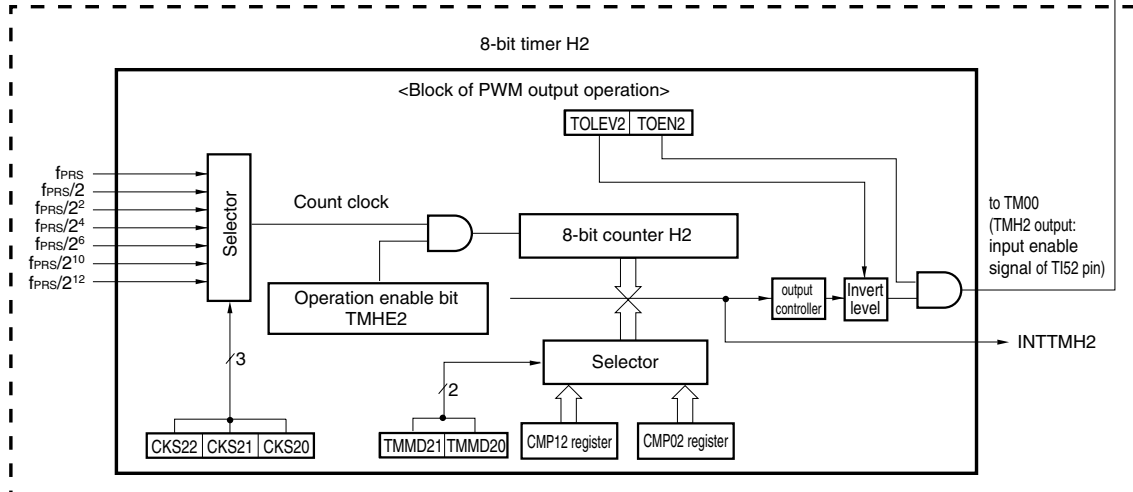 8-bit timer H2
<Block of PWM output operation>
TOLEV2 TOEN2
fPRS
fPRS/2
fPRS/2²
fPRS/2⁴
fPRS/2⁶
fPRS/2¹⁰
fPRS/2¹²
Selector
Count clock
8-bit counter H2
to TM00
(TMH2 output:
input enable
signal of TI52 pin)
Operation enable bit
TMHE2
output
controller
Invert
level
INTTMH2
3
2
Selector
CKS22 CKS21 CKS20
TMMD21 TMMD20
CMP12 register
CMP02 register